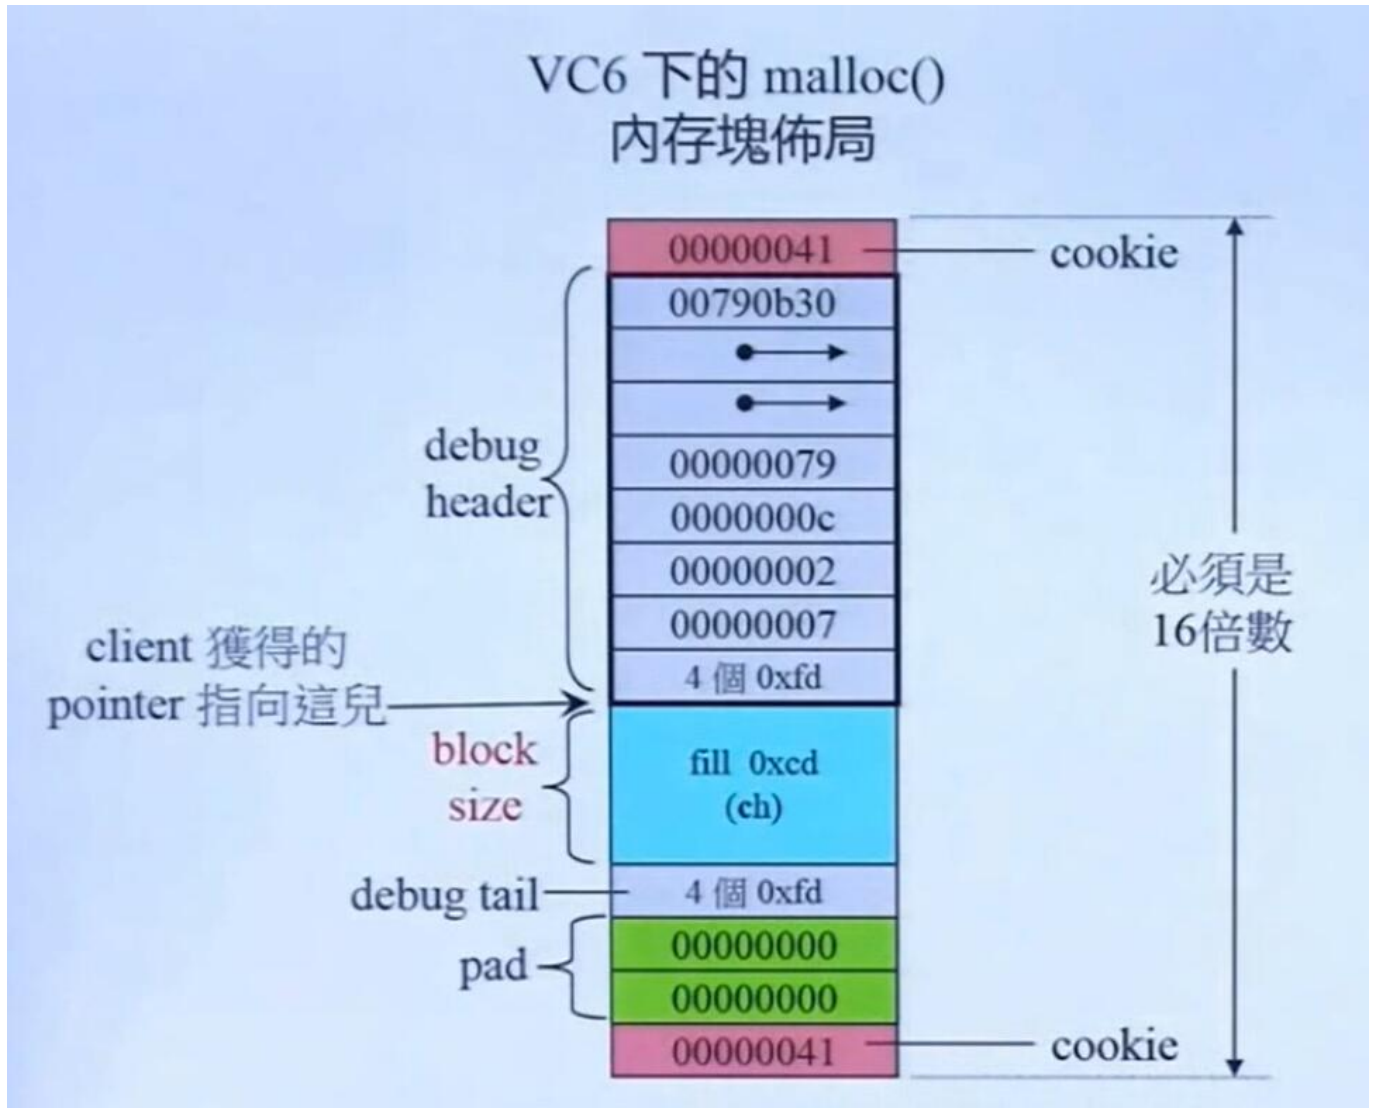 VC6 下的 malloc()
內存塊佈局
00000041
cookie
00790b30
debug
header
00000079
0000000c
00000002
00000007
4 個 0xfd
client 獲得的
pointer 指向這兒
必須是
16倍數
block
size
fill 0xcd
(ch)
debug tail
4 個 0xfd
pad
00000000
00000000
00000041
cookie